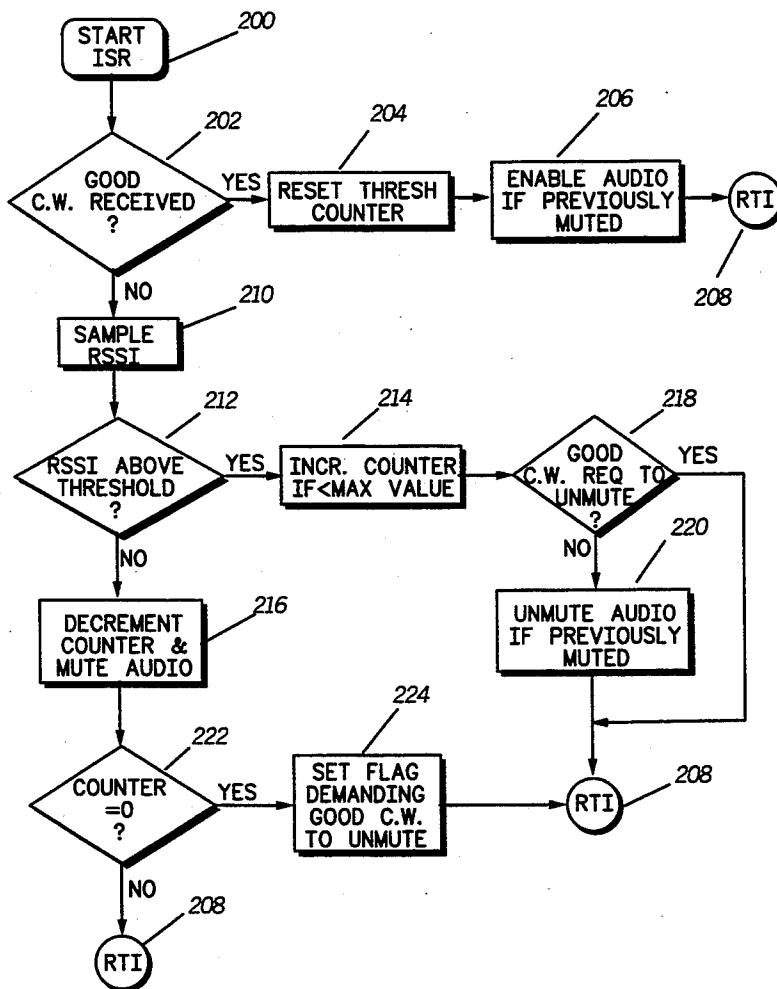 START
ISR
200
202
GOOD
C.W. RECEIVED
?
YES
204
RESET THRESH
COUNTER
206
ENABLE AUDIO
IF PREVIOUSLY
MUTED
RTI
208
NO
210
SAMPLE
RSSI
212
RSSI ABOVE
THRESHOLD
?
YES
214
INCR. COUNTER
IF<MAX VALUE
218
GOOD
C.W. REQ TO
UNMUTE
?
YES
NO
220
UNMUTE AUDIO
IF PREVIOUSLY
MUTED
NO
216
DECREMENT
COUNTER &
MUTE AUDIO
222
COUNTER
=0
?
YES
224
SET FLAG
DEMANDING
GOOD C.W.
TO UNMUTE
RTI
208
NO
208
RTI